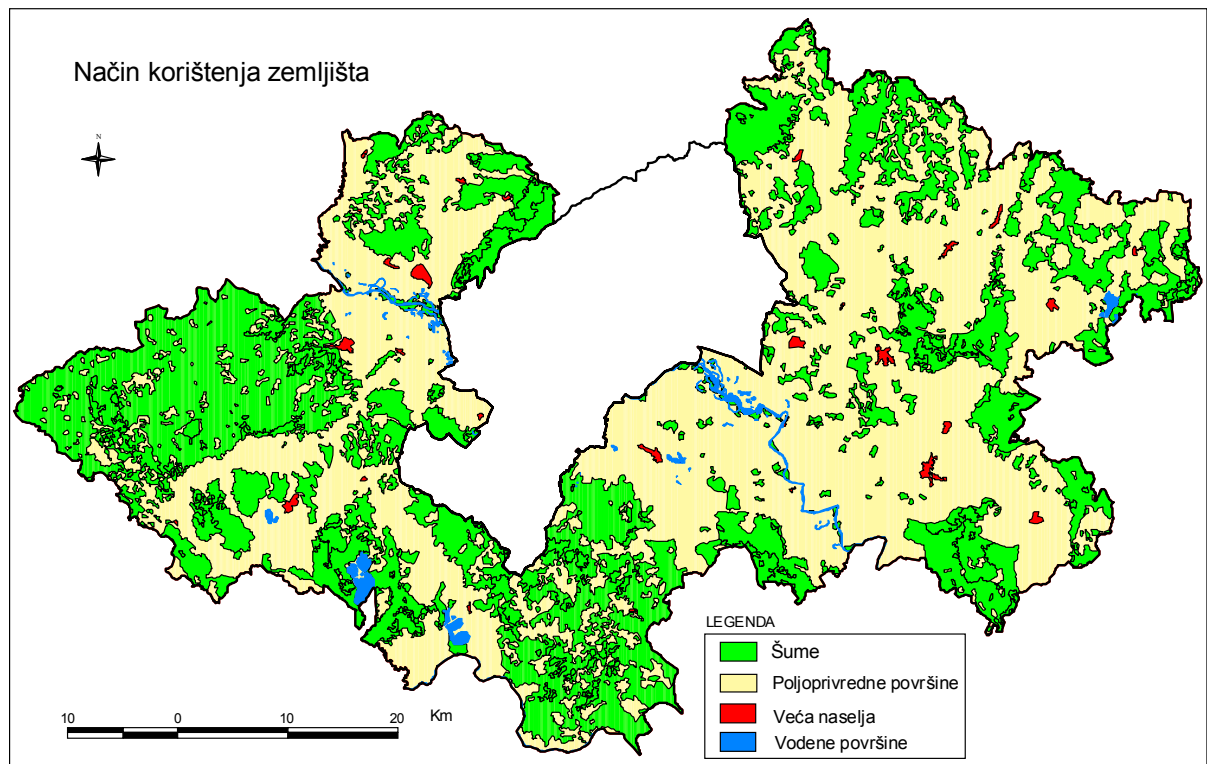 Način korištenja zemljišta
N
LEGENDA
Šume
Poljoprivredne površine
Veća naselja
Vodene površine
10 0 10 20 Km